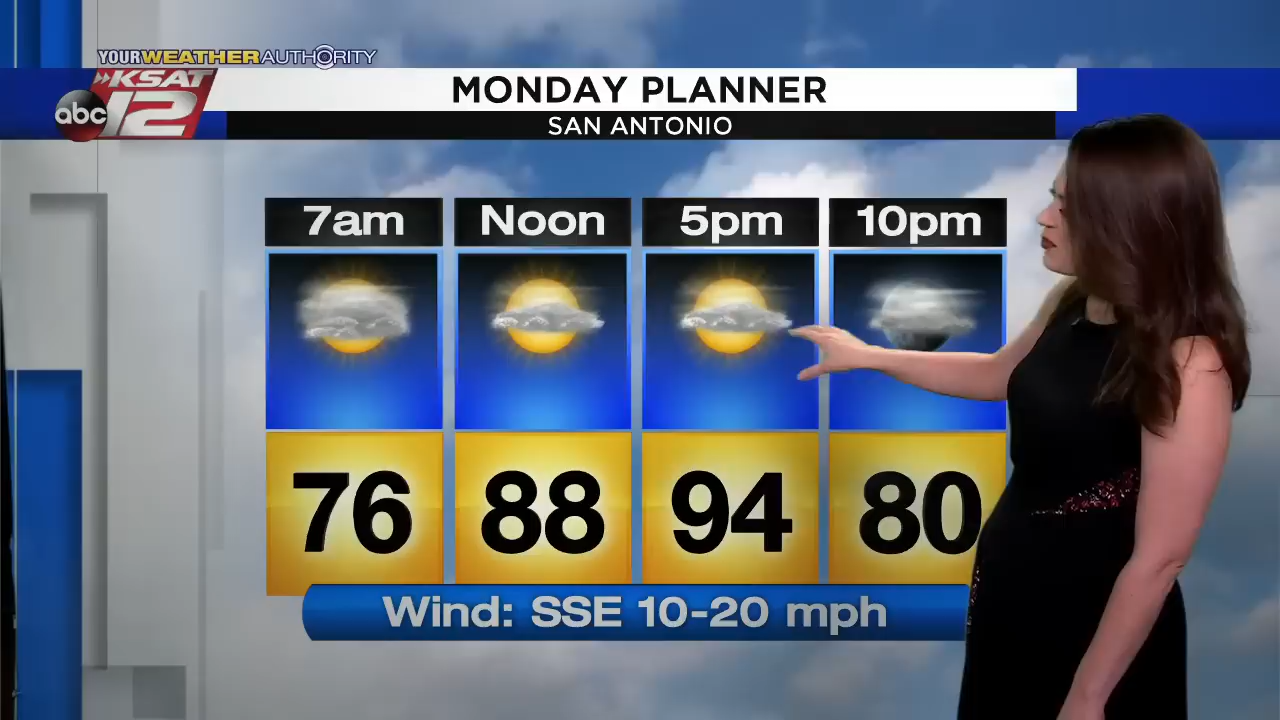 YOURWEATHERAUTHORITY
KSAT
abc
12
MONDAY PLANNER
SAN ANTONIO
7am
Noon
5pm
10pm
76
88
94
80
Wind: SSE 10-20 mph